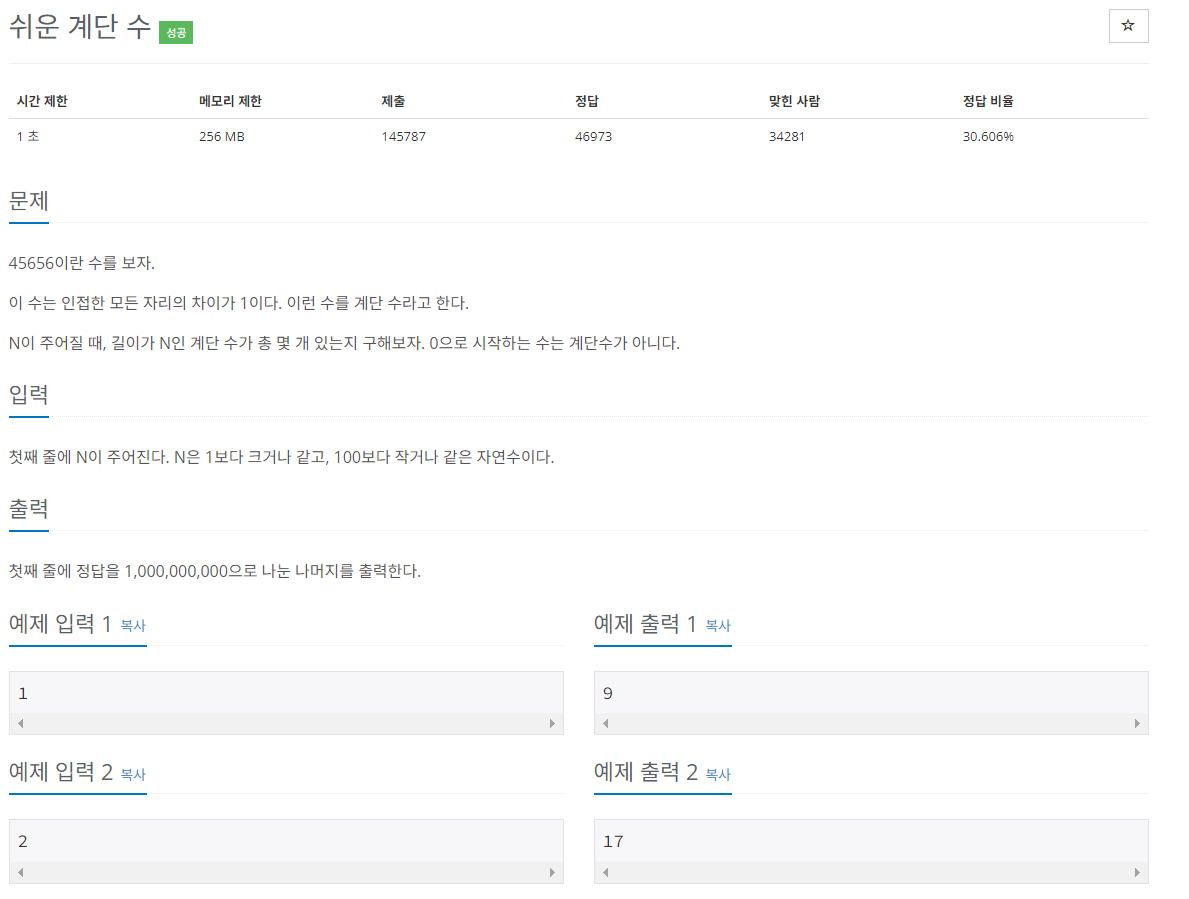 쉬운 계단 수 성공
☆
시간 제한 메모리 제한 제출 정답 맞힌 사람 정답 비율
1 초 256 MB 145787 46973 34281 30.606%
문제
45656이란 수를 보자.
이 수는 인접한 모든 자리의 차이가 1이다. 이런 수를 계단 수라고 한다.
N이 주어질 때, 길이가 N인 계단 수가 총 몇 개 있는지 구해보자. 0으로 시작하는 수는 계단수가 아니다.
입력
첫째 줄에 N이 주어진다. N은 1보다 크거나 같고, 100보다 작거나 같은 자연수이다.
출력
첫째 줄에 정답을 1,000,000,000으로 나눈 나머지를 출력한다.
예제 입력 1 복사
1
예제 출력 1 복사
9
예제 입력 2 복사
2
예제 출력 2 복사
17